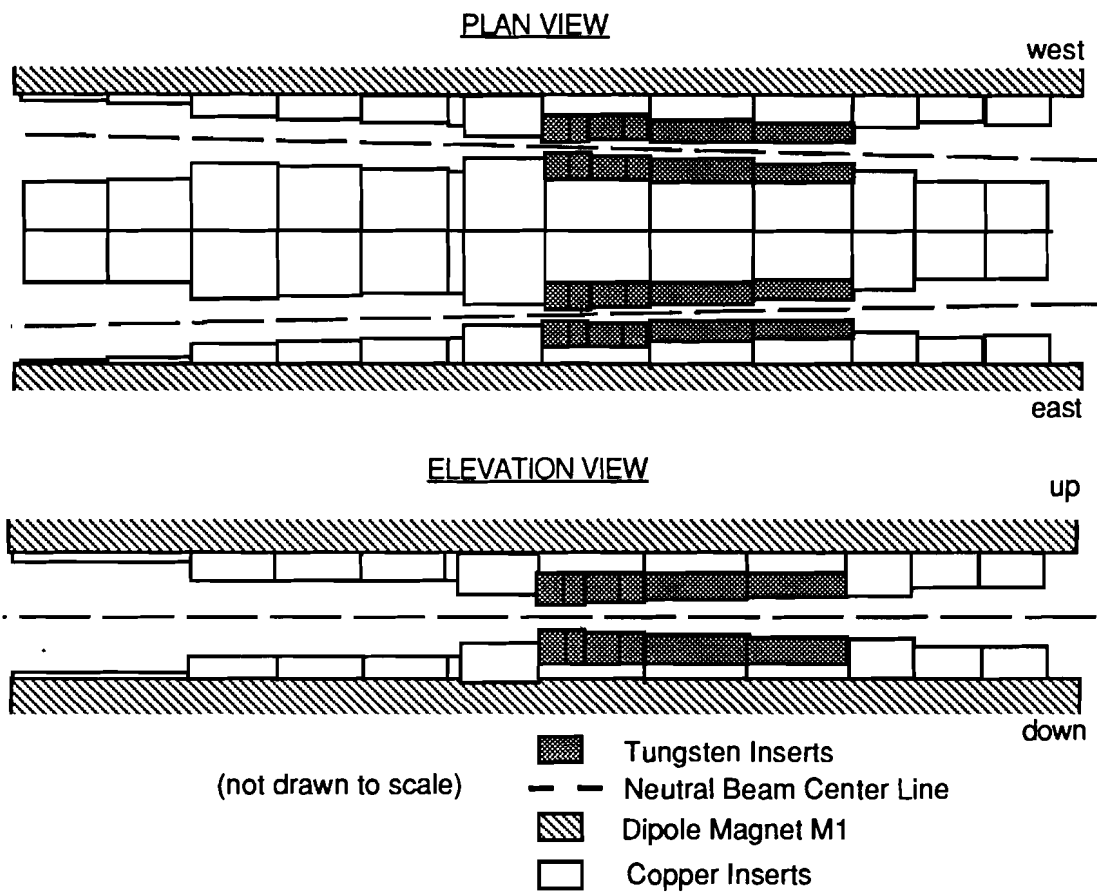 PLAN VIEW
west
east
ELEVATION VIEW
up
down
(not drawn to scale)
Tungsten Inserts
Neutral Beam Center Line
Dipole Magnet M1
Copper Inserts